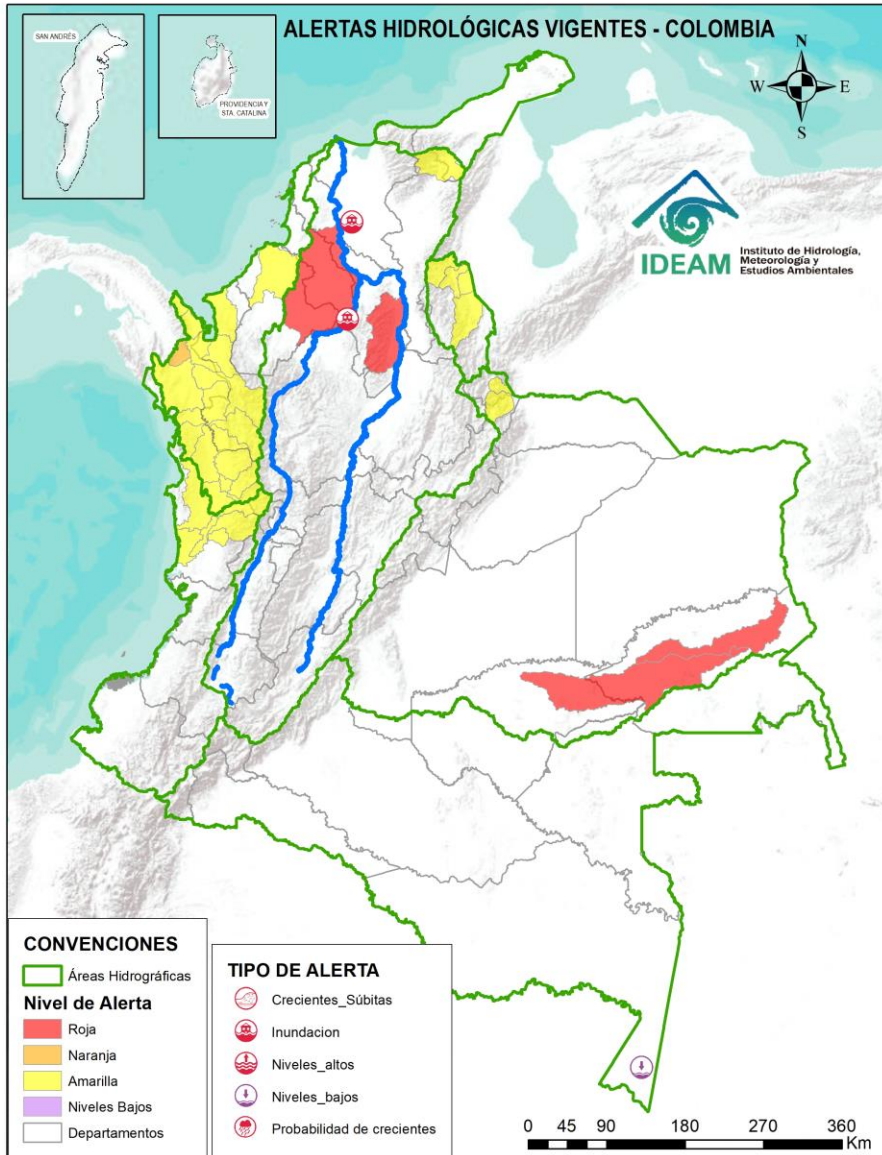 ALERTAS HIDROLÓGICAS VIGENTES - COLOMBIA
SAN ANDRÉS
PROVIDENCIA Y
STA. CATALINA
N
W
E
S
IDEAM
Instituto de Hidrología,
Meteorología y
Estudios Ambientales
CONVENCIONES
Áreas Hidrográficas
Nivel de Alerta
Roja
Naranja
Amarilla
Niveles Bajos
Departamentos
TIPO DE ALERTA
Crecientes_Súbitas
Inundacion
Niveles_altos
Niveles_bajos
Probabilidad de crecientes
0 45 90 180 270 360
Km